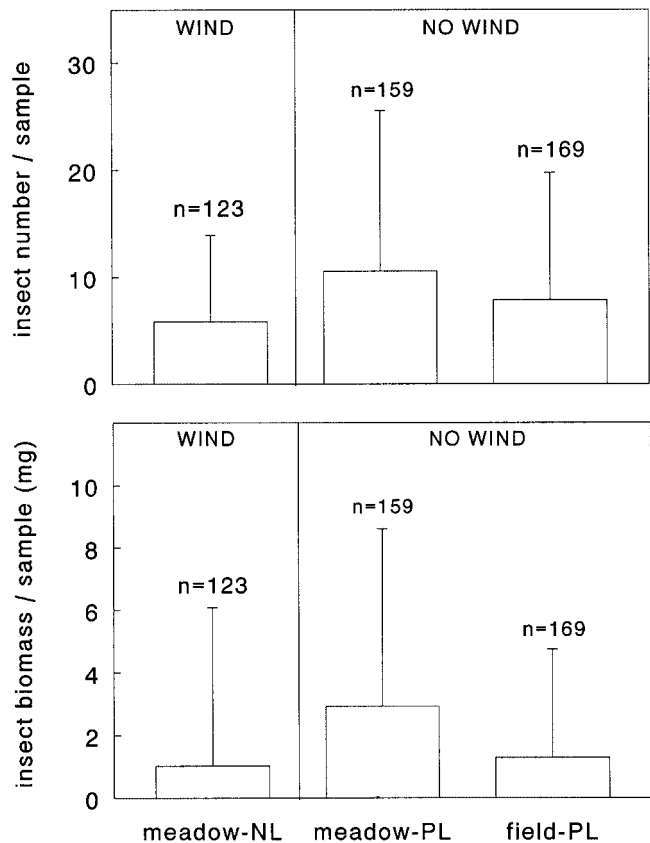 WIND
NO WIND
insect number / sample
30
20
10
0
n=123
n=159
n=169
WIND
NO WIND
insect biomass / sample (mg)
10
8
6
4
2
0
n=123
n=159
n=169
meadow-NL
meadow-PL
field-PL